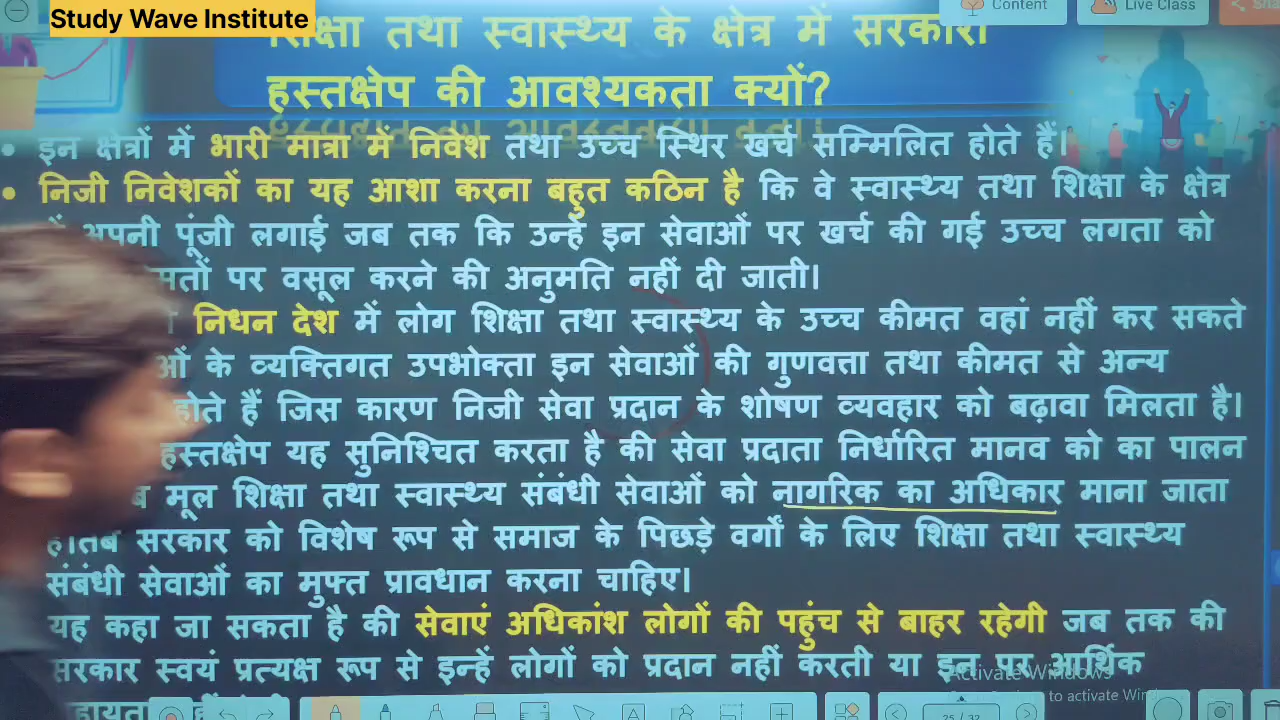 Study Wave Institute
Content
Live Class
शिक्षा तथा स्वास्थ्य के क्षेत्र में सरकारी
हस्तक्षेप की आवश्यकता क्यों?
• इन क्षेत्रों में भारी मात्रा में निवेश तथा उच्च स्थिर खर्च सम्मिलित होते हैं।
• निजी निवेशकों का यह आशा करना बहुत कठिन है कि वे स्वास्थ्य तथा शिक्षा के क्षेत्र
अपनी पूंजी लगाई जब तक कि उन्हें इन सेवाओं पर खर्च की गई उच्च लगता को
पर वसूल करने की अनुमति नहीं दी जाती।
निधन देश में लोग शिक्षा तथा स्वास्थ्य के उच्च कीमत वहां नहीं कर सकते
के व्यक्तिगत उपभोक्ता इन सेवाओं की गुणवत्ता तथा कीमत से अन्य
होते हैं जिस कारण निजी सेवा प्रदान के शोषण व्यवहार को बढ़ावा मिलता है।
हस्तक्षेप यह सुनिश्चित करता है की सेवा प्रदाता निर्धारित मानव को का पालन
मूल शिक्षा तथा स्वास्थ्य संबंधी सेवाओं को नागरिक का अधिकार माना जाता
है।तब सरकार को विशेष रूप से समाज के पिछड़े वर्गों के लिए शिक्षा तथा स्वास्थ्य
संबंधी सेवाओं का मुफ्त प्रावधान करना चाहिए।
यह कहा जा सकता है की सेवाएं अधिकांश लोगों की पहुंच से बाहर रहेगी जब तक की
सरकार स्वयं प्रत्यक्ष रूप से इन्हें लोगों को प्रदान नहीं करती या इन पर आर्थिक
Activate Windows
to activate
25 / 32